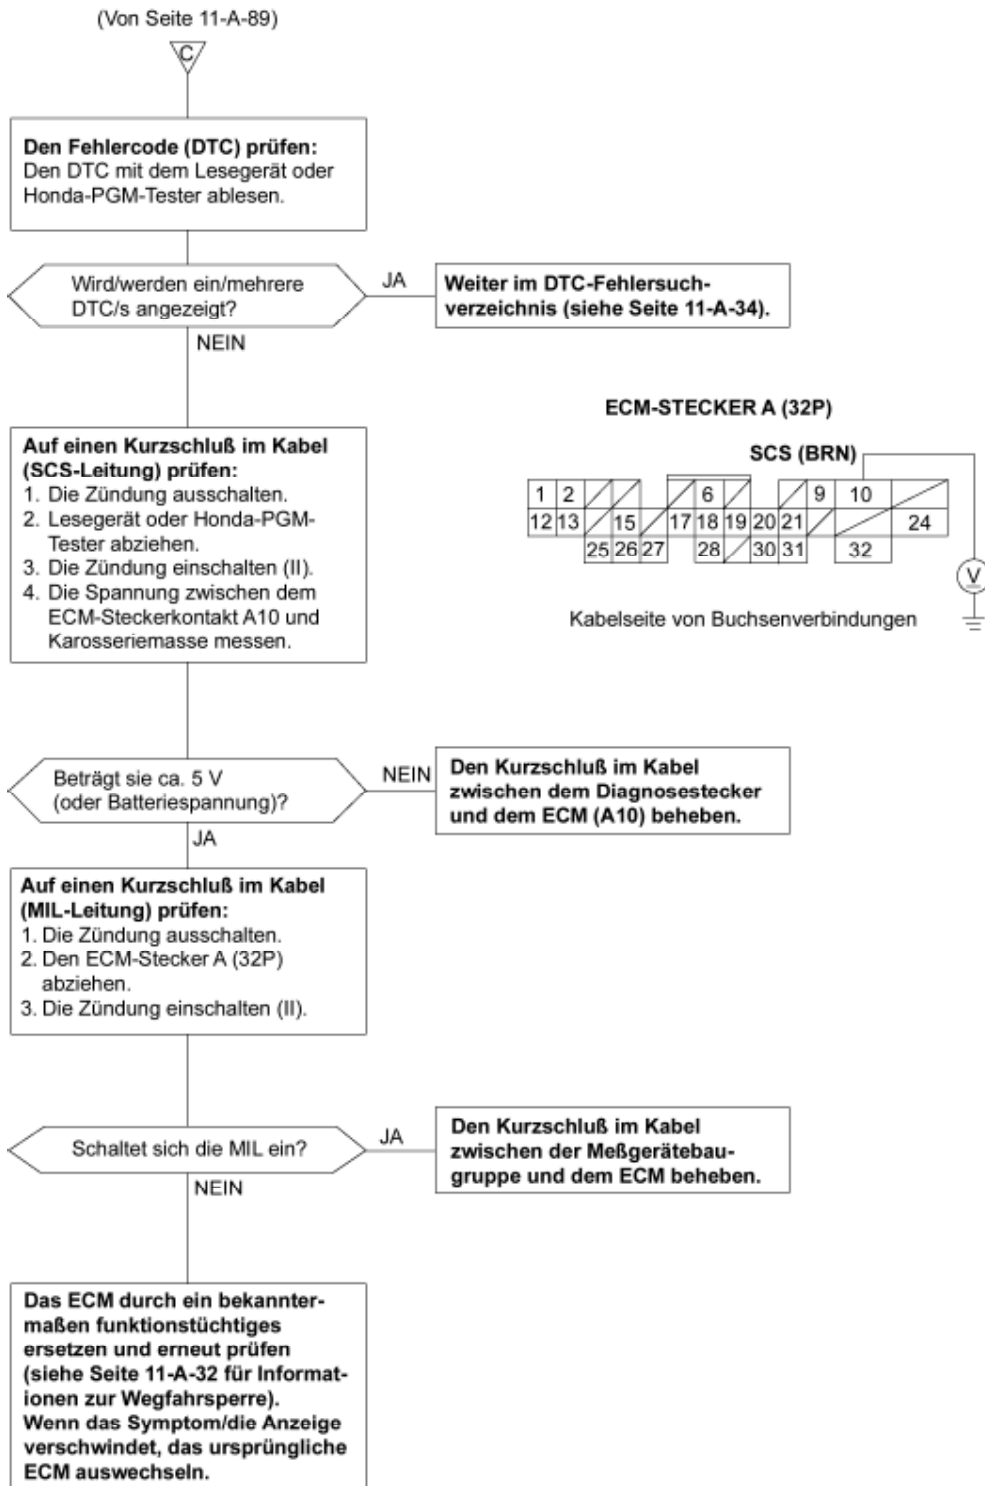 (Von Seite 11-A-89)
C
Den Fehlercode (DTC) prüfen:
Den DTC mit dem Lesegerät oder
Honda-PGM-Tester ablesen.
Wird/werden ein/mehrere
DTC/s angezeigt?
JA
Weiter im DTC-Fehlersuch-
verzeichnis (siehe Seite 11-A-34).
NEIN
Auf einen Kurzschluß im Kabel
(SCS-Leitung) prüfen:
1. Die Zündung ausschalten.
2. Lesegerät oder Honda-PGM-
Tester abziehen.
3. Die Zündung einschalten (II).
4. Die Spannung zwischen dem
ECM-Steckerkontakt A10 und
Karosseriemasse messen.
ECM-STECKER A (32P)
SCS (BRN)
1 2 6 9 10
12 13 15 17 18 19 20 21 24
25 26 27 28 30 31 32
V
Kabelseite von Buchsenverbindungen
Beträgt sie ca. 5 V
(oder Batteriespannung)?
NEIN
Den Kurzschluß im Kabel
zwischen dem Diagnosestecker
und dem ECM (A10) beheben.
JA
Auf einen Kurzschluß im Kabel
(MIL-Leitung) prüfen:
1. Die Zündung ausschalten.
2. Den ECM-Stecker A (32P)
abziehen.
3. Die Zündung einschalten (II).
Schaltet sich die MIL ein?
JA
Den Kurzschluß im Kabel
zwischen der Meßgerätebau-
gruppe und dem ECM beheben.
NEIN
Das ECM durch ein bekannter-
maßen funktionstüchtiges
ersetzen und erneut prüfen
(siehe Seite 11-A-32 für Informat-
ionen zur Wegfahrsperre).
Wenn das Symptom/die Anzeige
verschwindet, das ursprüngliche
ECM auswechseln.